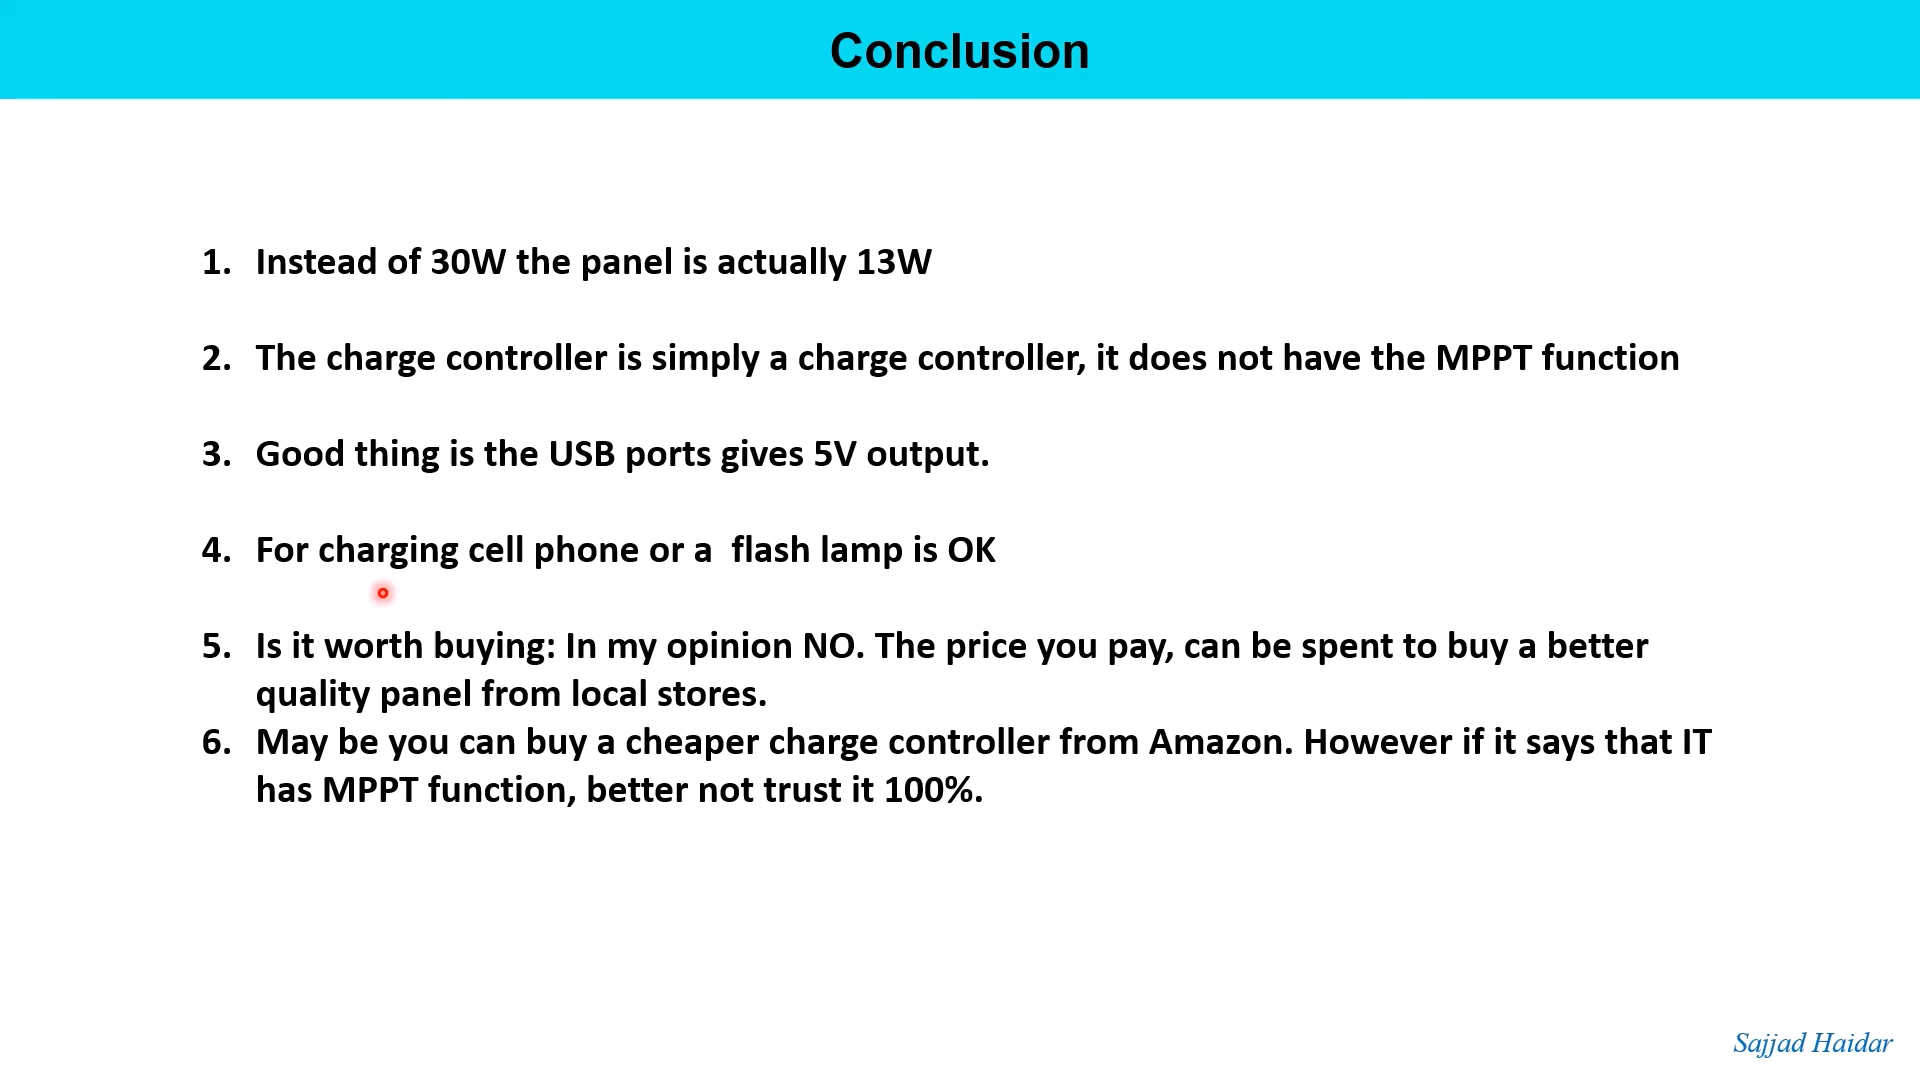 Conclusion
1. Instead of 30W the panel is actually 13W
2. The charge controller is simply a charge controller, it does not have the MPPT function
3. Good thing is the USB ports gives 5V output.
4. For charging cell phone or a  flash lamp is OK
5. Is it worth buying: In my opinion NO. The price you pay, can be spent to buy a better
quality panel from local stores.
6. May be you can buy a cheaper charge controller from Amazon. However if it says that IT
has MPPT function, better not trust it 100%.
Sajjad Haidar